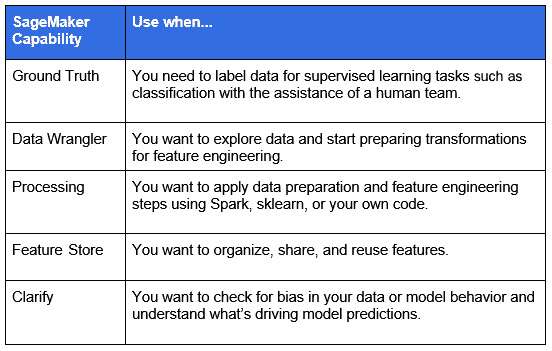 SageMaker Capability
Use when...
Ground Truth
You need to label data for supervised learning tasks such as
classification with the assistance of a human team.
Data Wrangler
You want to explore data and start preparing transformations
for feature engineering.
Processing
You want to apply data preparation and feature engineering
steps using Spark, sklearn, or your own code.
Feature Store
You want to organize, share, and reuse features.
Clarify
You want to check for bias in your data or model behavior and
understand what's driving model predictions.